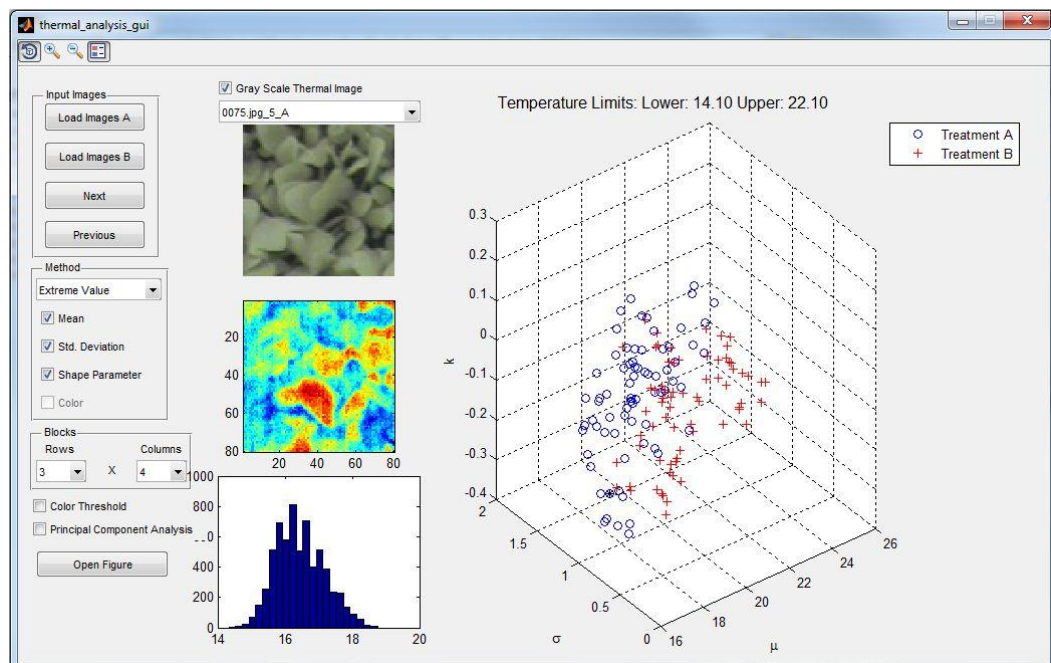 thermal_analysis_gui
Input Images
Load Images A
Load Images B
Next
Previous
Method
Extreme Value
Mean
Std. Deviation
Shape Parameter
Color
Blocks
Rows
Columns
3
X
4
Color Threshold
Principal Component Analysis
Open Figure
Gray Scale Thermal Image
0075.jpg_5_A
20
40
60
80
20 40 60 80
1000
800
600
400
200
0
14 16 18 20
Temperature Limits: Lower: 14.10 Upper: 22.10
Treatment A
Treatment B
0.3
0.2
0.1
0
-0.1
-0.2
-0.3
-0.4
k
2
1.5
1
0.5
0
σ
16
18
20
22
24
26
μ